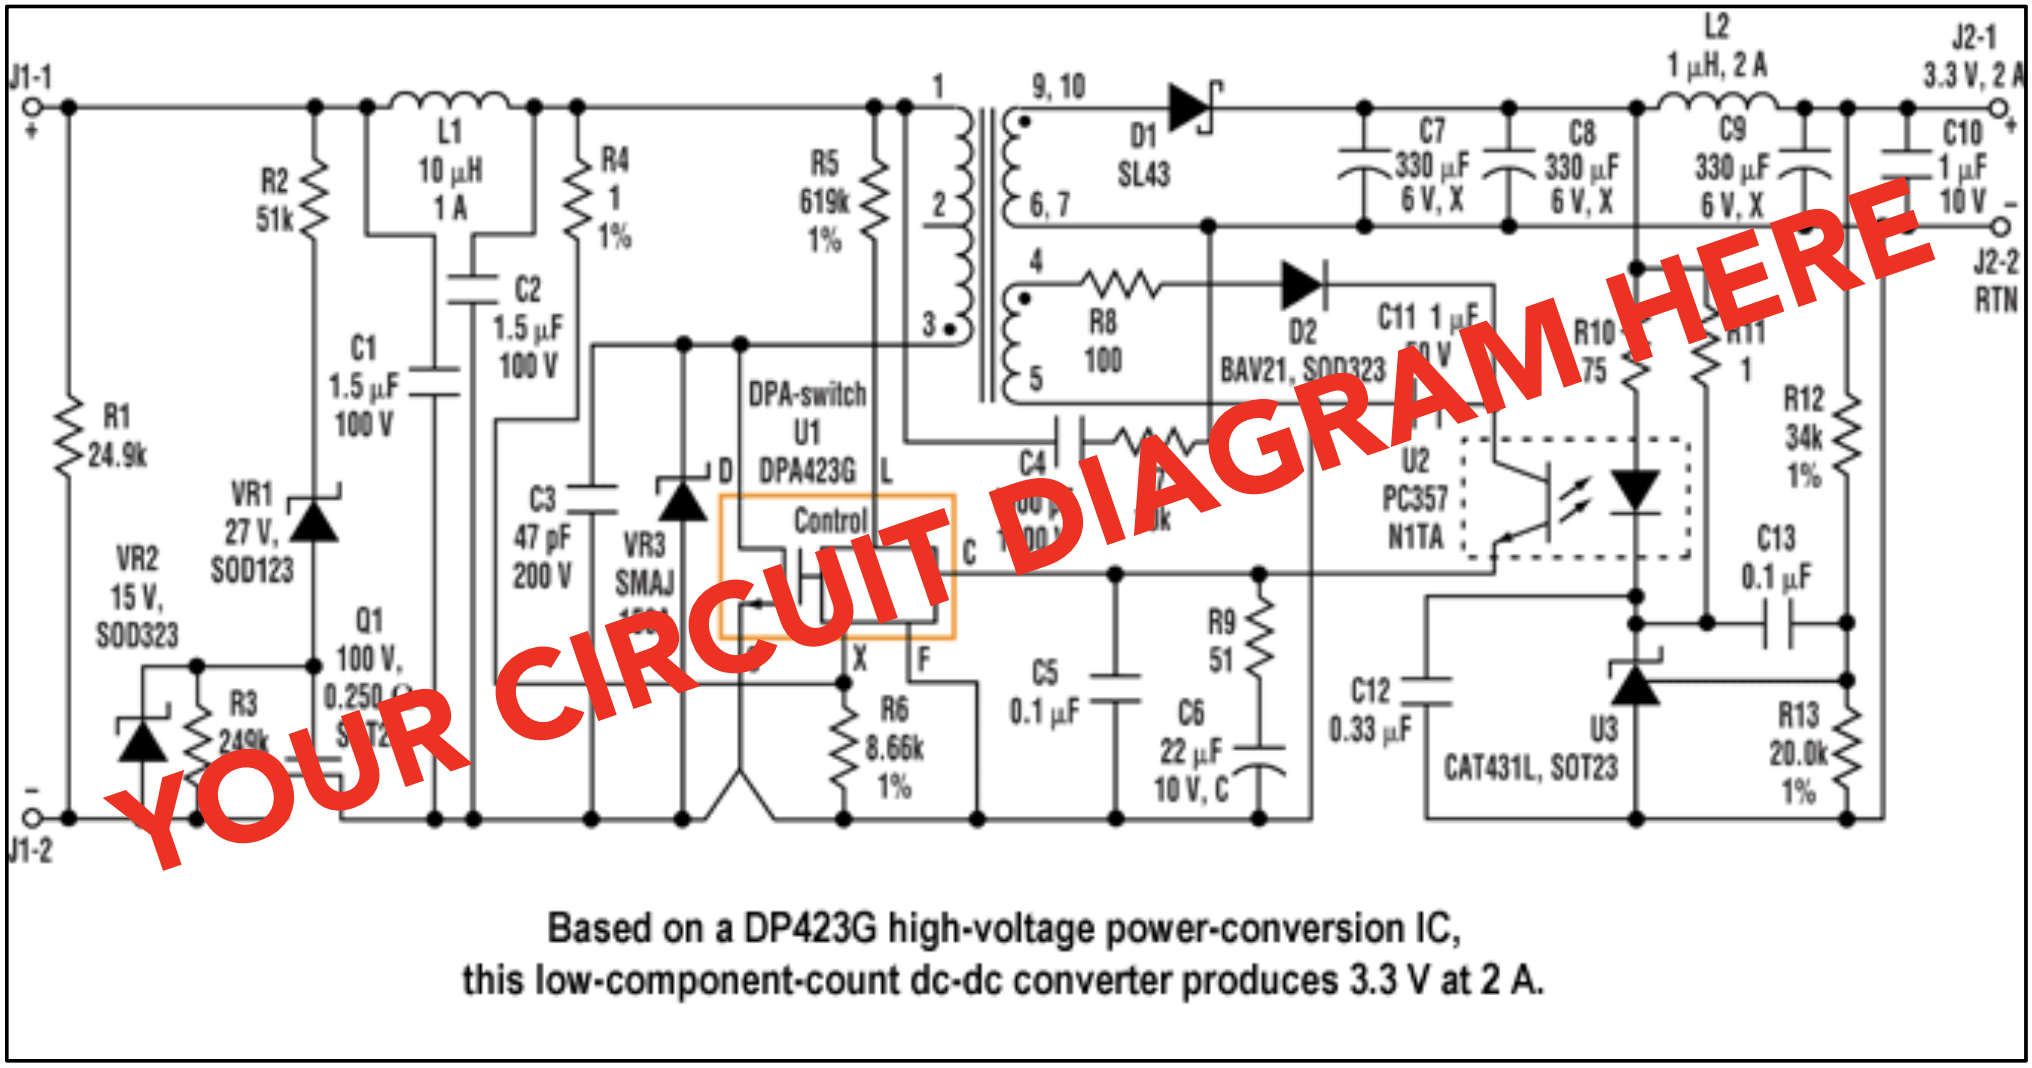 J1-1
+
R1
24.9k
R2
51k
L1
10 µH
1 A
R4
1
1%
R5
619k
1%
1
2
3
9, 10
6, 7
4
5
D1
SL43
C7
330 µF
6 V, X
C8
330 µF
6 V, X
L2
1 µH, 2 A
C9
330 µF
6 V, X
J2-1
3.3 V, 2 A
+
C10
1 µF
10 V
−
J2-2
RTN
C1
1.5 µF
100 V
C2
1.5 µF
100 V
R8
100
D2
BAV21, SOD323
C11 1 µF
R10
75
R11
1
R12
34k
1%
VR1
27 V,
SOD123
VR2
15 V,
SOD323
C3
47 pF
200 V
VR3
SMAJ
DPA-switch
U1
DPA423G
D
L
Control
C
X
F
C4
U2
PC357
N1TA
C13
0.1 µF
Q1
100 V,
0.250 Ω
R3
249k
R6
8.66k
1%
C5
0.1 µF
R9
51
C6
22 µF
10 V, C
C12
0.33 µF
U3
CAT431L, SOT23
R13
20.0k
1%
−
J1-2
YOUR CIRCUIT DIAGRAM HERE
Based on a DP423G high-voltage power-conversion IC,
this low-component-count dc-dc converter produces 3.3 V at 2 A.